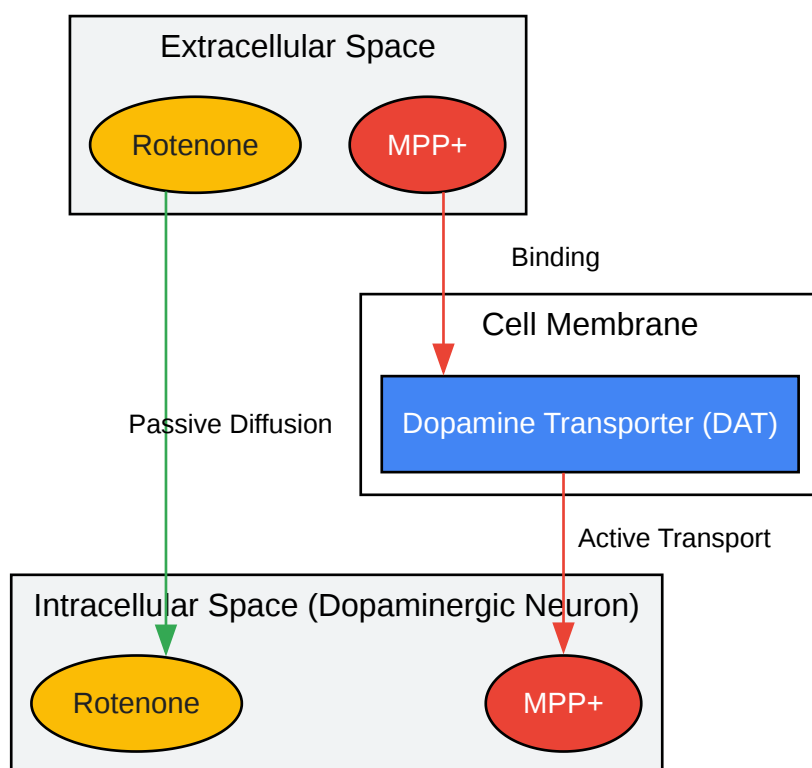 Extracellular Space
Rotenone
MPP+
Binding
Cell Membrane
Dopamine Transporter (DAT)
Passive Diffusion
Active Transport
Intracellular Space (Dopaminergic Neuron)
Rotenone
MPP+